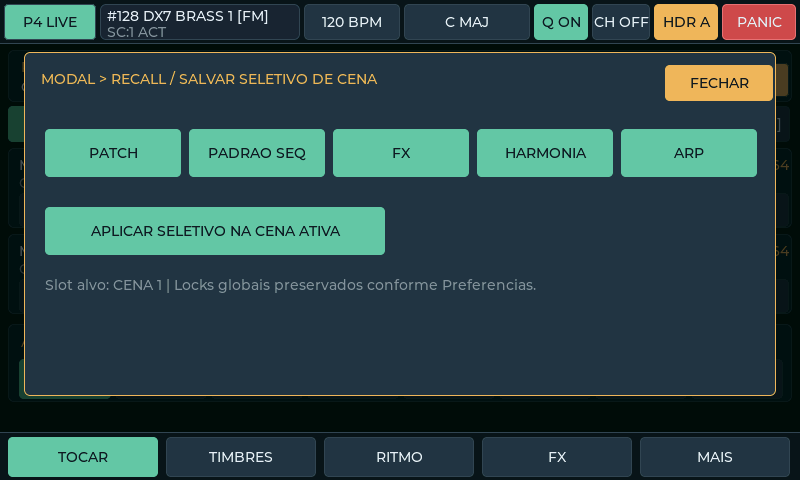 P4 LIVE
#128 DX7 BRASS 1 [FM]
SC:1 ACT
120 BPM
C MAJ
Q ON
CH OFF
HDR A
PANIC
MODAL > RECALL / SALVAR SELETIVO DE CENA
FECHAR
PATCH
PADRAO SEQ
FX
HARMONIA
ARP
APLICAR SELETIVO NA CENA ATIVA
Slot alvo: CENA 1 | Locks globais preservados conforme Preferencias.
TOCAR
TIMBRES
RITMO
FX
MAIS